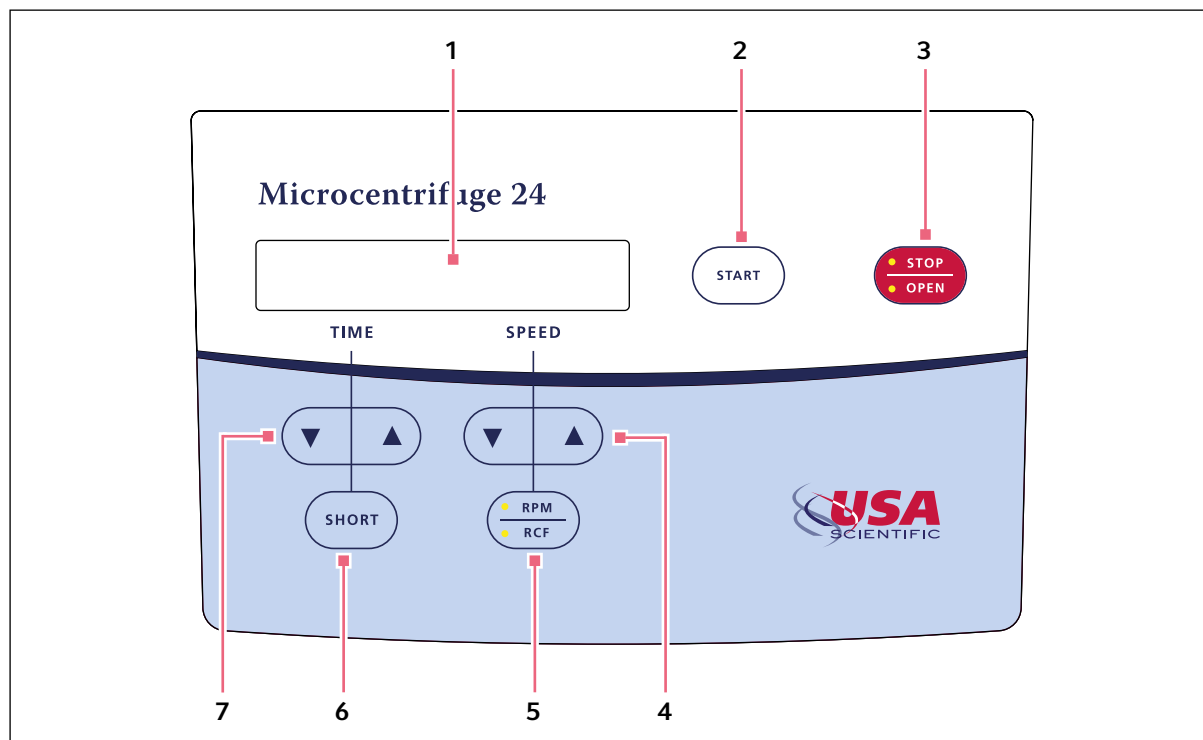 1 2 3
Microcentrifuge 24
START
STOP
OPEN
TIME SPEED
▼ ▲ ▼ ▲
SHORT
RPM
RCF
USA
SCIENTIFIC
7 6 5 4